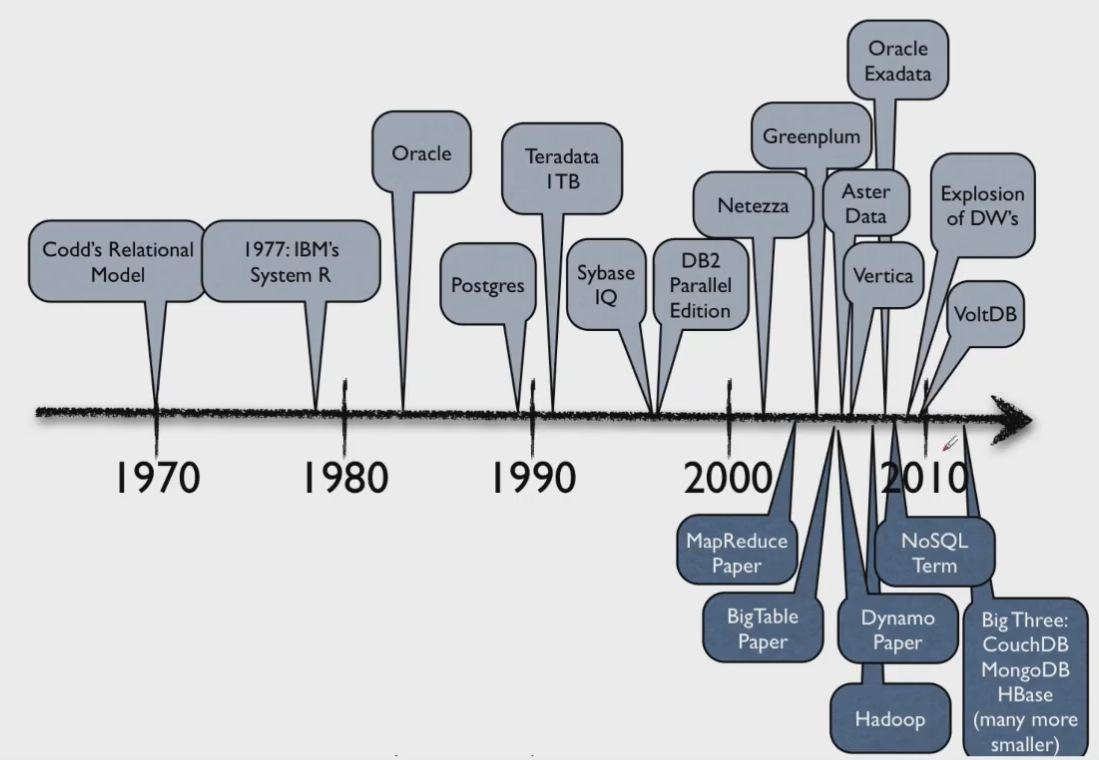 Oracle
Exadata
Greenplum
Oracle
Teradata
1TB
Aster
Data
Explosion
of DW's
Netezza
Codd's Relational
Model
1977: IBM's
System R
Postgres
Sybase
IQ
DB2
Parallel
Edition
Vertica
VoltDB
1970
1980
1990
2000
2010
MapReduce
Paper
NoSQL
Term
BigTable
Paper
Dynamo
Paper
Big Three:
CouchDB
MongoDB
HBase
(many more
smaller)
Hadoop